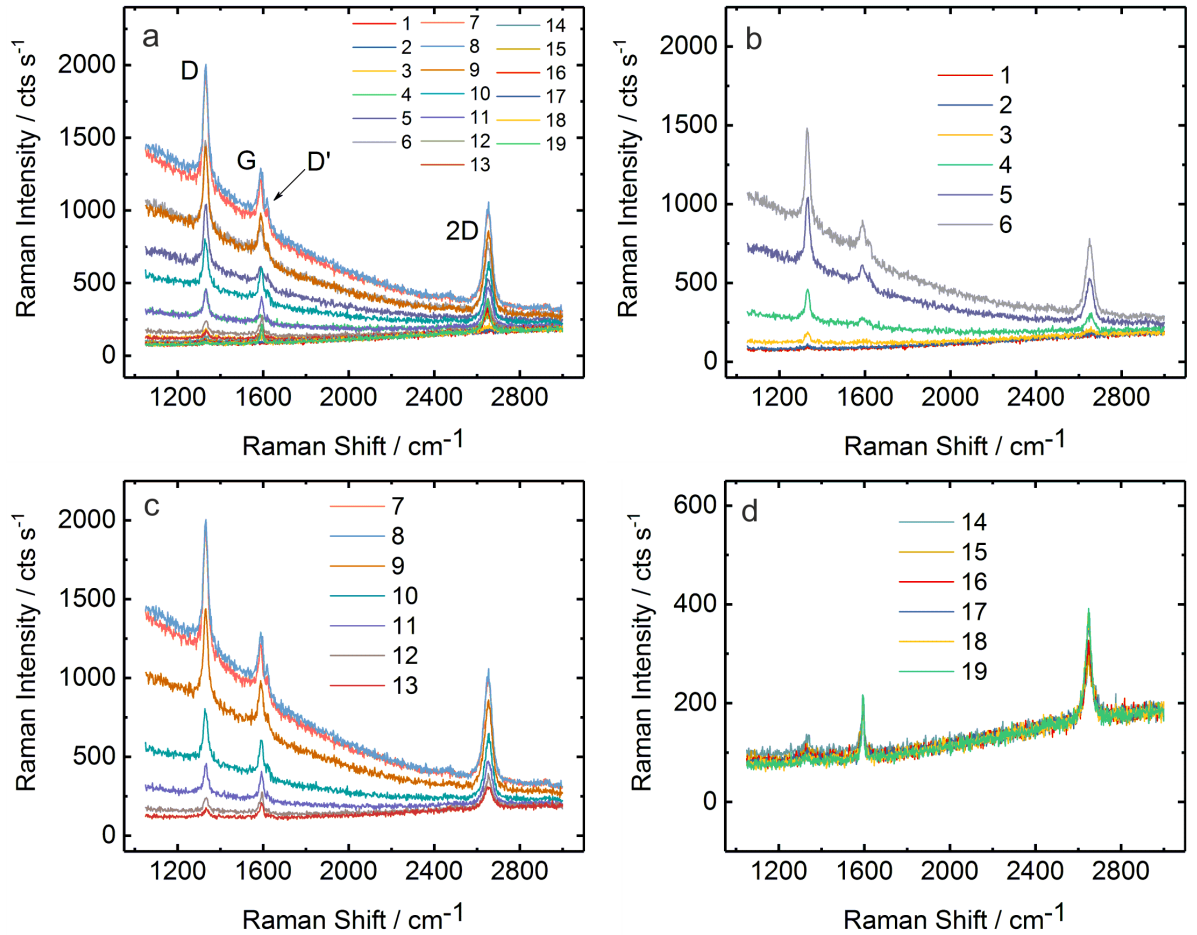 a
D
G
D'
2D
1
2
3
4
5
6
7
8
9
10
11
12
13
14
15
16
17
18
19
2000
1500
1000
500
0
1200 1600 2000 2400 2800
Raman Intensity / cts s-1
Raman Shift / cm-1
b
1
2
3
4
5
6
2000
1500
1000
500
0
1200 1600 2000 2400 2800
Raman Intensity / cts s-1
Raman Shift / cm-1
c
7
8
9
10
11
12
13
2000
1500
1000
500
0
1200 1600 2000 2400 2800
Raman Intensity / cts s-1
Raman Shift / cm-1
d
14
15
16
17
18
19
600
400
200
0
1200 1600 2000 2400 2800
Raman Intensity / cts s-1
Raman Shift / cm-1